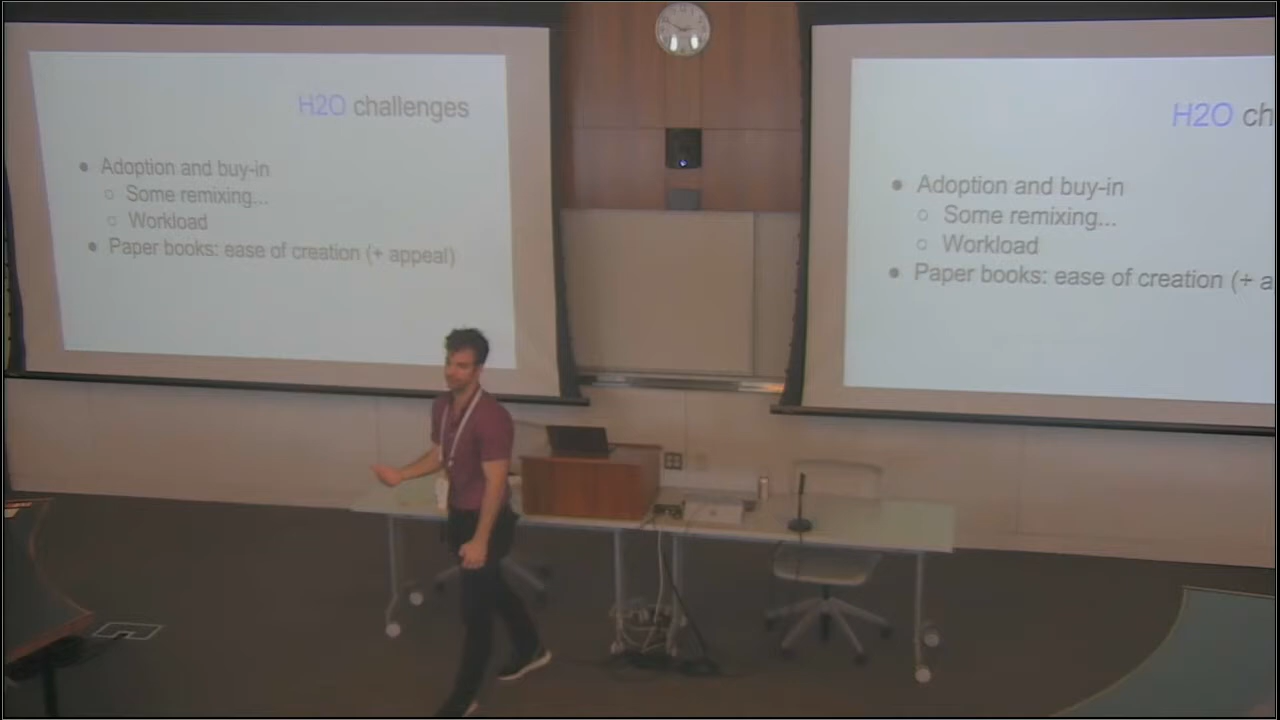 H2O challenges
Adoption and buy-in
Some remixing...
Workload
Paper books: ease of creation (+ appeal)
H2O ch
Adoption and buy-in
Some remixing...
Workload
Paper books: ease of creation (+ a